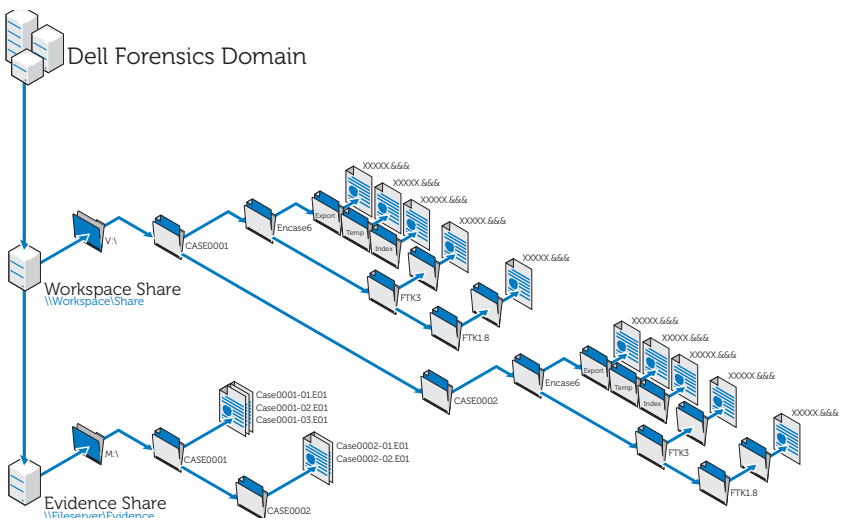 Dell Forensics Domain
XXXXX.&&&
XXXXX.&&&
XXXXX.&&&
XXXXX.&&&
Export
Temp
Index
Encase6
V:\
CASE0001
XXXXX.&&&
Workspace Share
\\Workspace\Share
FTK3
FTK1.8
XXXXX.&&&
XXXXX.&&&
XXXXX.&&&
XXXXX.&&&
Export
Temp
Index
Encase6
CASE0002
XXXXX.&&&
FTK3
FTK1.8
Case0001-01.E01
Case0001-02.E01
Case0001-03.E01
M:\
CASE0001
Case0002-01.E01
Case0002-02.E01
CASE0002
Evidence Share
\\Fileserver\Evidence